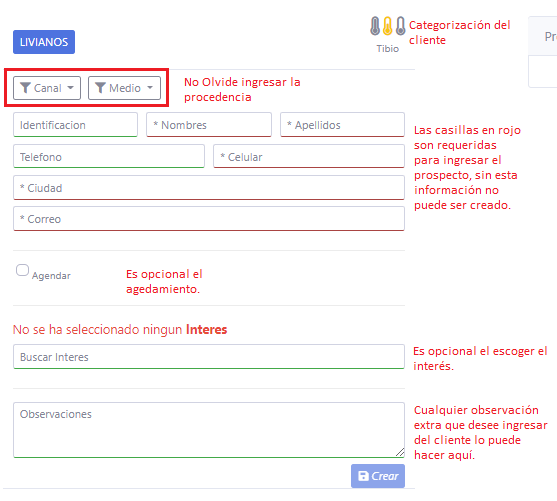 Categorización del
cliente
LIVIANOS
Tibio
Canal
Medio
No Olvide ingresar la
procedencia
Identificacion
* Nombres
* Apellidos
Las casillas en rojo
son requeridas
para ingresar el
prospecto, sin esta
información no
puede ser creado.
Telefono
* Celular
* Ciudad
* Correo
Agendar
Es opcional el
agedamiento.
No se ha seleccionado ningun Interes
Buscar Interes
Es opcional el escoger el
interés.
Observaciones
Cualquier observación
extra que desee ingresar
del cliente lo puede
hacer aquí.
Crear